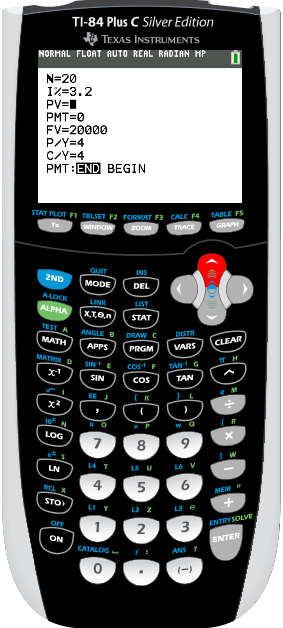 TI-84 Plus C Silver Edition
TEXAS INSTRUMENTS
NORMAL FLOAT AUTO REAL RADIAN MP
N=20
I%=3.2
PV=
PMT=0
FV=20000
P/Y=4
C/Y=4
PMT:END BEGIN
STAT PLOT F1 TBLSET F2 FORMAT F3 CALC F4 TABLE F5
Y= WINDOW ZOOM TRACE GRAPH
QUIT INS
2ND MODE DEL
A-LOCK LINK LIST
ALPHA X,T,θ,n STAT
TEST A ANGLE B DRAW C DISTR
MATH APPS PRGM VARS CLEAR
MATRIX D SIN⁻¹ E COS⁻¹ F TAN⁻¹ G π H
x⁻¹ SIN COS TAN ^
√ I EE J { K } L e M
x² , ( ) ÷
10ˣ N u O v P w Q [ R
LOG 7 8 9 ×
eˣ S L4 T L5 U L6 V ] W
LN 4 5 6 −
RCL X L1 Y L2 Z L3 θ MEM "
STO› 1 2 3 +
OFF CATALOG ⎵ i : ANS ? ENTRY SOLVE
ON 0 . (−) ENTER